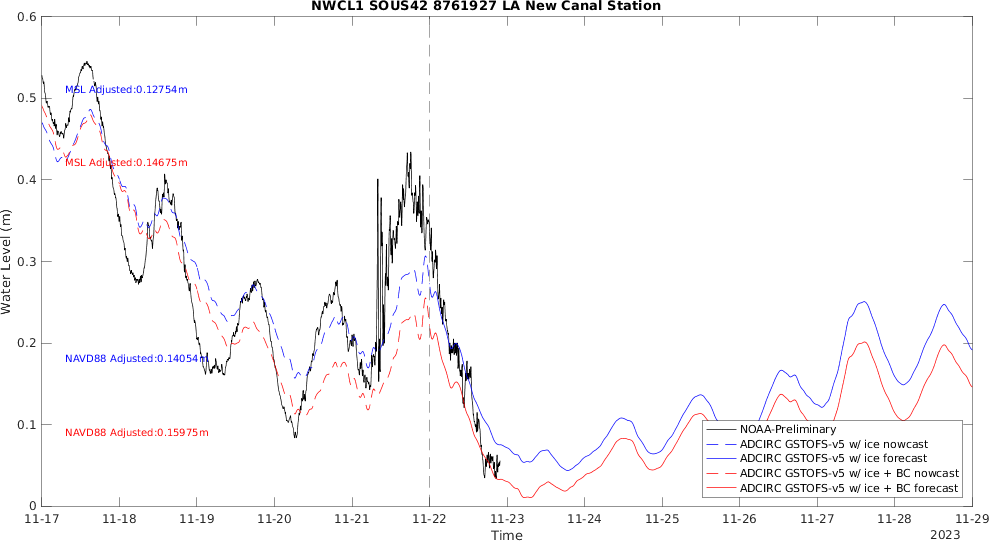 NWCL1 SOUS42 8761927 LA New Canal Station
0.6
0.5
0.4
0.3
0.2
0.1
0
Water Level (m)
MSL Adjusted:0.12754m
MSL Adjusted:0.14675m
NAVD88 Adjusted:0.14054m
NAVD88 Adjusted:0.15975m
NOAA-Preliminary
ADCIRC GSTOFS-v5 w/ ice nowcast
ADCIRC GSTOFS-v5 w/ ice forecast
ADCIRC GSTOFS-v5 w/ ice + BC nowcast
ADCIRC GSTOFS-v5 w/ ice + BC forecast
11-17 11-18 11-19 11-20 11-21 11-22 11-23 11-24 11-25 11-26 11-27 11-28 11-29
Time
2023